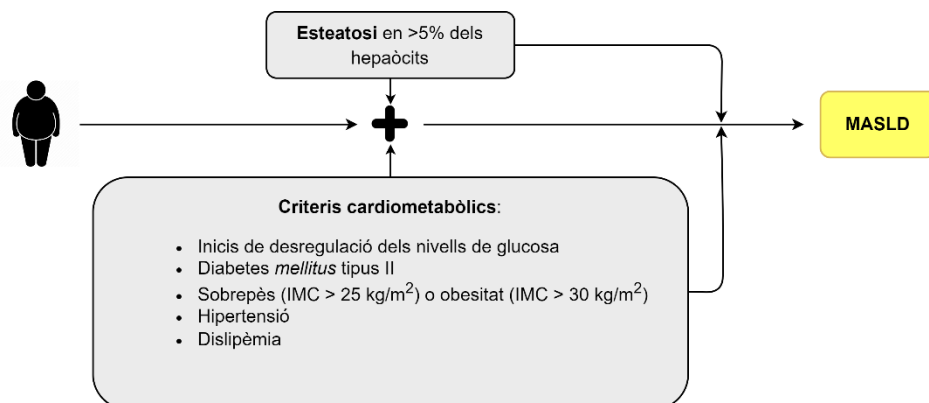 Esteatosi en >5% dels
hepaòcits
MASLD
Criteris cardiometabòlics:
• Inicis de desregulació dels nivells de glucosa
• Diabetes mellitus tipus II
• Sobrepès (IMC > 25 kg/m²) o obesitat (IMC > 30 kg/m²)
• Hipertensió
• Dislipèmia